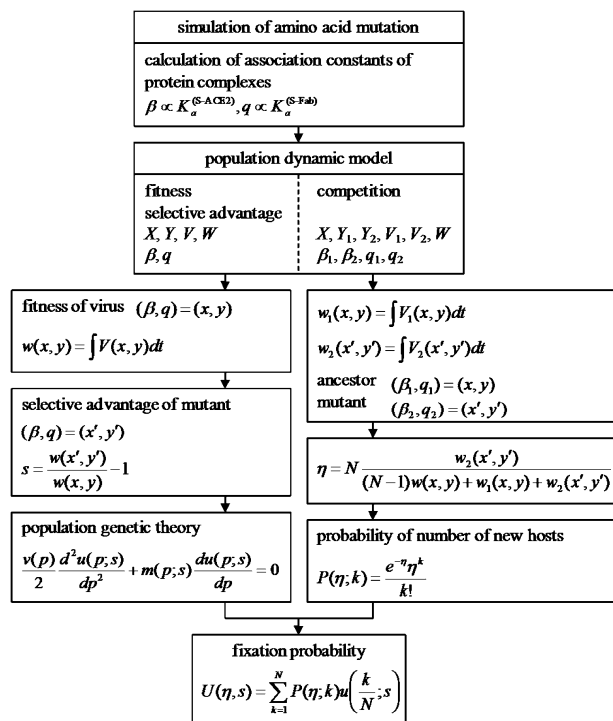 simulation of amino acid mutation
calculation of association constants of
protein complexes
β ∝ K_α^(S-ACE2), q ∝ K_α^(S-Fab)
population dynamic model
fitness
selective advantage
X, Y, V, W
β, q
competition
X, Y₁, Y₂, V₁, V₂, W
β₁, β₂, q₁, q₂
fitness of virus (β, q) = (x, y)
w(x, y) = ∫V(x, y)dt
selective advantage of mutant
(β, q) = (x′, y′)
s = w(x′, y′)/w(x, y) − 1
population genetic theory
v(p)/2 d²u(p;s)/dp² + m(p;s) du(p;s)/dp = 0
w₁(x, y) = ∫V₁(x, y)dt
w₂(x′, y′) = ∫V₂(x′, y′)dt
ancestor (β₁, q₁) = (x, y)
mutant (β₂, q₂) = (x′, y′)
η = N w₂(x′, y′)/((N−1)w(x, y) + w₁(x, y) + w₂(x′, y′))
probability of number of new hosts
P(η;k) = e^(−η)η^k/k!
fixation probability
U(η, s) = ∑_(k=1)^N P(η;k)u(k/N;s)